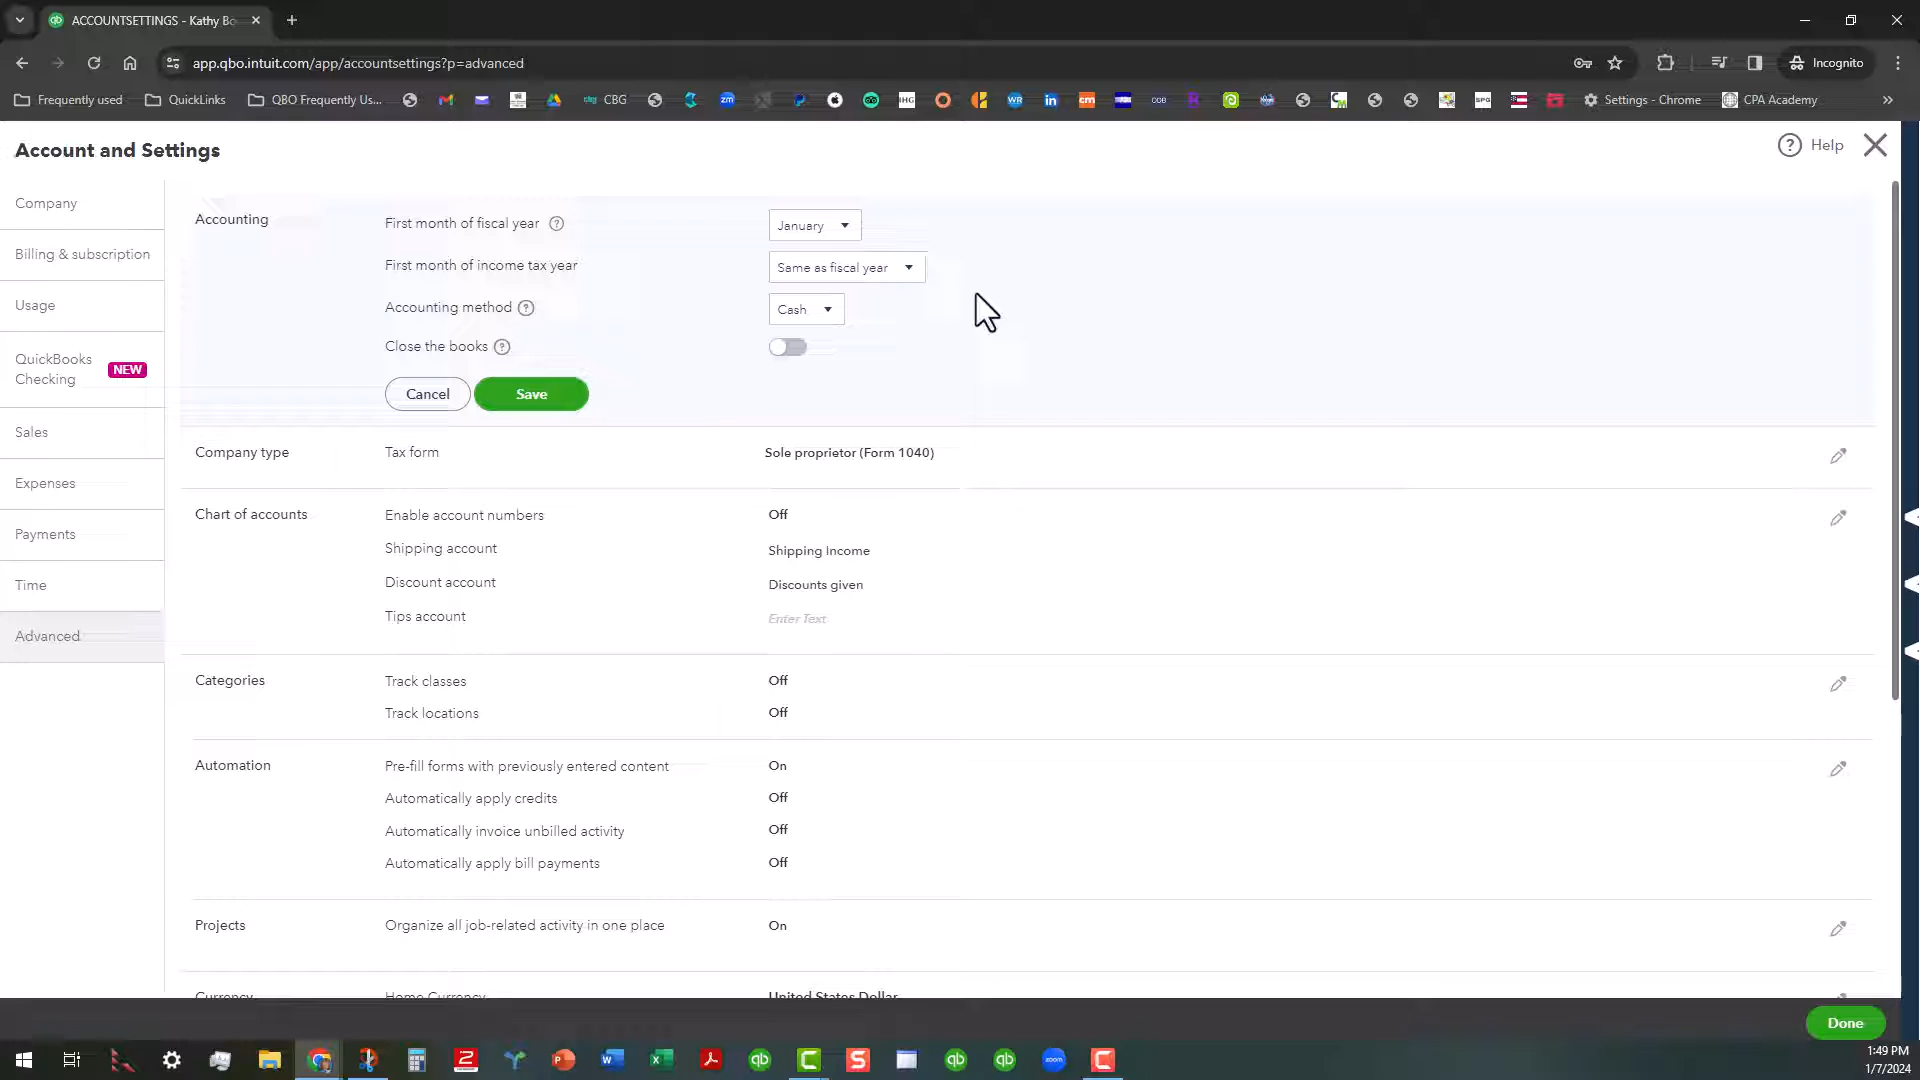 ACCOUNTSETTINGS - Kathy Bo
app.qbo.intuit.com/app/accountsettings?p=advanced
Incognito
Frequently used
QuickLinks
QBO Frequently Us...
CBG
Settings - Chrome
CPA Academy
Account and Settings
Help
Company
Billing & subscription
Usage
QuickBooks
Checking
NEW
Sales
Expenses
Payments
Time
Advanced
Accounting
First month of fiscal year
January
First month of income tax year
Same as fiscal year
Accounting method
Cash
Close the books
Cancel
Save
Company type
Tax form
Sole proprietor (Form 1040)
Chart of accounts
Enable account numbers
Off
Shipping account
Shipping Income
Discount account
Discounts given
Tips account
Enter Text
Categories
Track classes
Off
Track locations
Off
Automation
Pre-fill forms with previously entered content
On
Automatically apply credits
Off
Automatically invoice unbilled activity
Off
Automatically apply bill payments
Off
Projects
Organize all job-related activity in one place
On
Currency
Home Currency
United States Dollar
Done
1:49 PM
1/7/2024